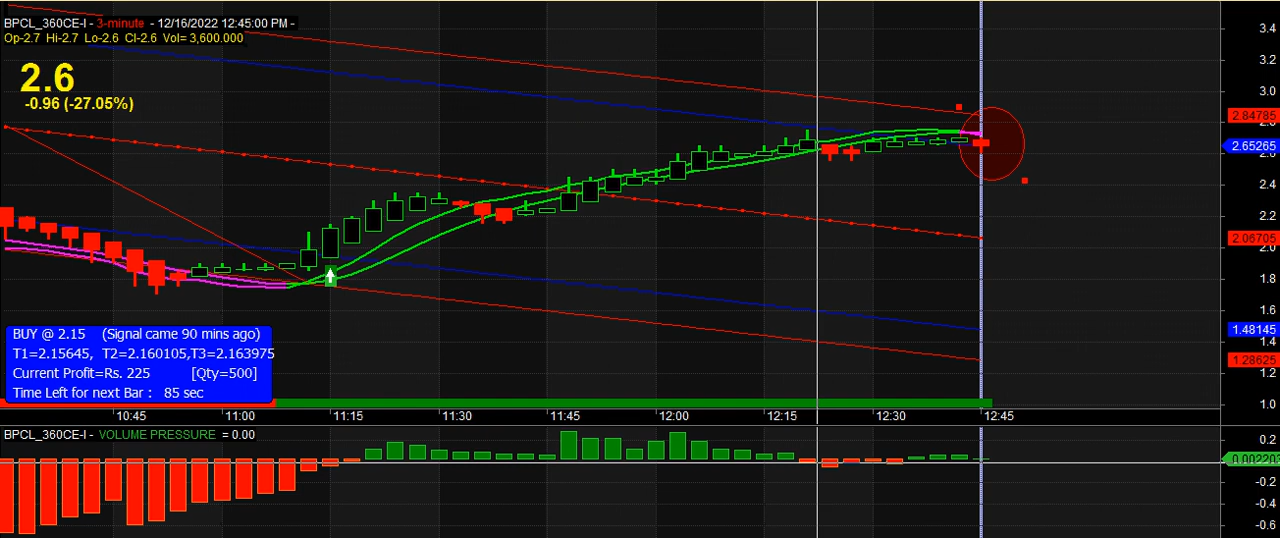 BPCL_360CE-I - 3-minute - 12/16/2022 12:45:00 PM -
Op-2.7 Hi-2.7 Lo-2.6 Cl-2.6 Vol= 3,600.000
2.6
-0.96 (-27.05%)
3.4
3.2
3.0
2.84785
2.65265
2.4
2.2
2.06705
2.0
1.8
1.6
1.48145
1.4
1.28625
1.2
1.0
BUY @ 2.15 (Signal came 90 mins ago)
T1=2.15645, T2=2.160105,T3=2.163975
Current Profit=Rs. 225 [Qty=500]
Time Left for next Bar : 85 sec
10:45 11:00 11:15 11:30 11:45 12:00 12:15 12:30 12:45
BPCL_360CE-I - VOLUME PRESSURE = 0.00
0.2
-0.2
-0.4
-0.6